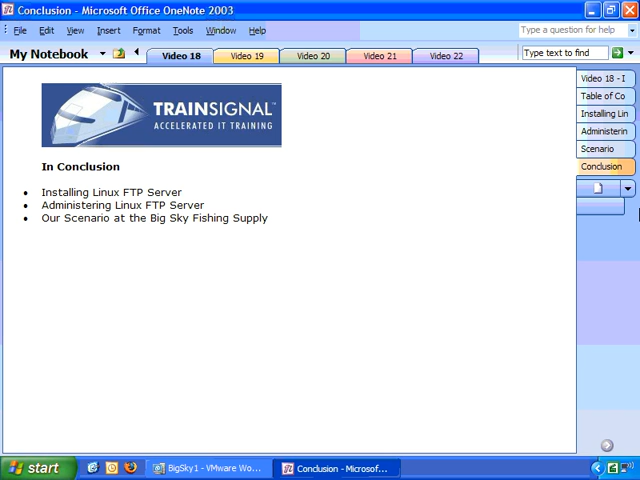 Conclusion - Microsoft Office OneNote 2003
File Edit View Insert Format Tools Window Help Type a question for help
My Notebook Video 18 Video 19 Video 20 Video 21 Video 22 Type text to find
Video 18 - I
Table of Co
Installing Lin
Administerin
Scenario
Conclusion
TRAINSIGNAL
ACCELERATED IT TRAINING
In Conclusion
• Installing Linux FTP Server
• Administering Linux FTP Server
• Our Scenario at the Big Sky Fishing Supply
start BigSky1 - VMware Wo... Conclusion - Microsof...